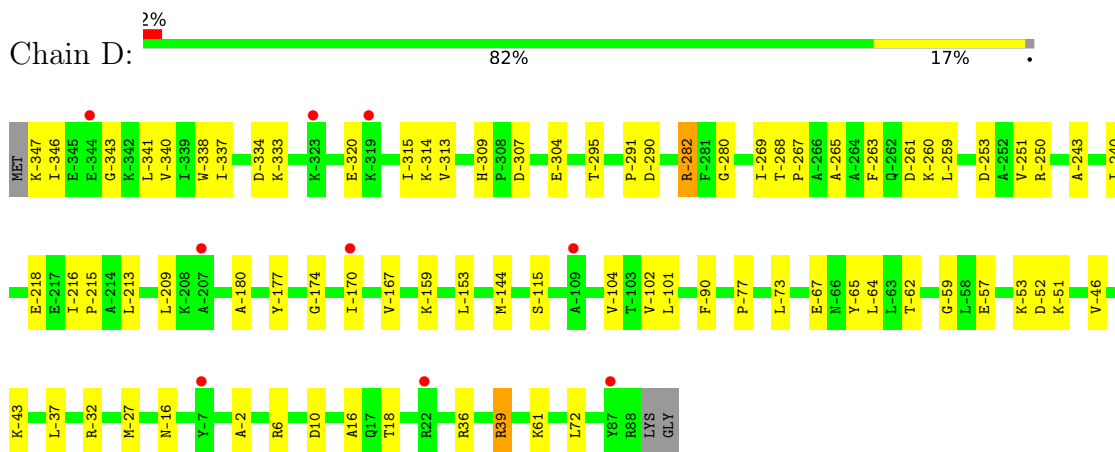 2%
Chain D:
82% 17%
MET K-347 I-346 E-345 E-344 G-343 K-342 L-341 V-340 I-339 W-338 I-337 D-334 K-333 K-323 E-320 K-319 I-315 K-314 V-313 H-309 P-308 D-307 E-304 T-295 P-291 D-290 R-282 F-281 G-280 I-269 T-268 P-267 A-266 A-265 A-264 F-263 Q-262 D-261 K-260 L-259 D-253 A-252 V-251 R-250 A-243
E-218 E-217 I-216 P-215 A-214 L-213 L-209 K-208 A-207 A-180 Y-177 G-174 I-170 V-167 K-159 L-153 M-144 S-115 A-109 V-104 T-103 V-102 L-101 F-90 P-77 L-73 E-67 N-66 Y-65 L-64 L-63 T-62 G-59 L-58 E-57 K-53 D-52 K-51 V-46
K-43 L-37 R-32 M-27 N-16 Y-7 A-2 R6 D10 A16 Q17 T18 R22 R36 R39 K61 L72 Y87 R88 LYS GLY